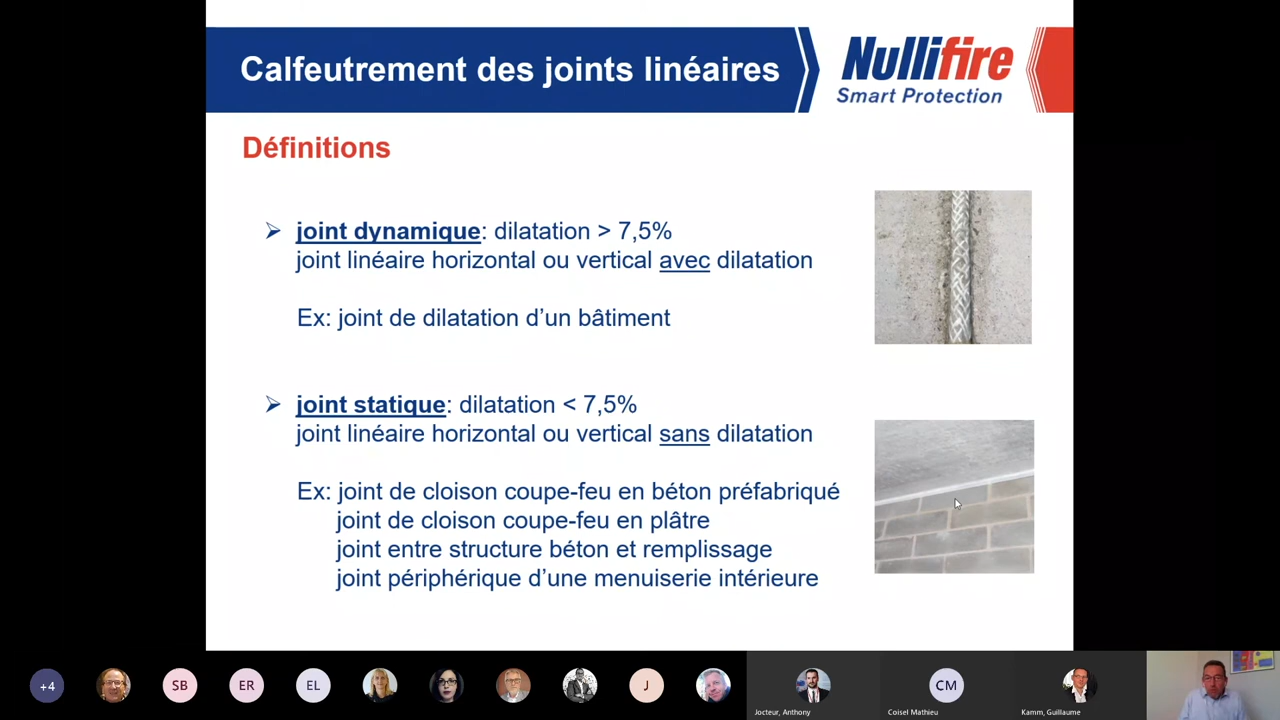 Calfeutrement des joints linéaires
Nullifire
Smart Protection
Définitions
joint dynamique: dilatation > 7,5%
joint linéaire horizontal ou vertical avec dilatation
Ex: joint de dilatation d’un bâtiment
joint statique: dilatation < 7,5%
joint linéaire horizontal ou vertical sans dilatation
Ex: joint de cloison coupe-feu en béton préfabriqué
joint de cloison coupe-feu en plâtre
joint entre structure béton et remplissage
joint périphérique d’une menuiserie intérieure
+4
SB
ER
EL
J
CM
Jocteur, Anthony
Coisel Mathieu
Kamm, Guillaume